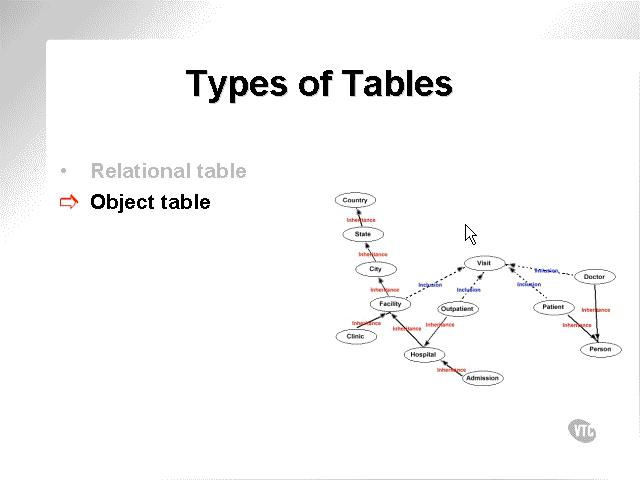 Types of Tables
• Relational table
Object table
Country
Inheritance
State
Inheritance
City
Visit
Inclusion
Doctor
Inheritance
Inclusion
Inclusion
Inclusion
Facility
Outpatient
Patient
Inheritance
Inheritance
Inheritance
Inheritance
Inheritance
Clinic
Hospital
Person
Inheritance
Admission
VTC